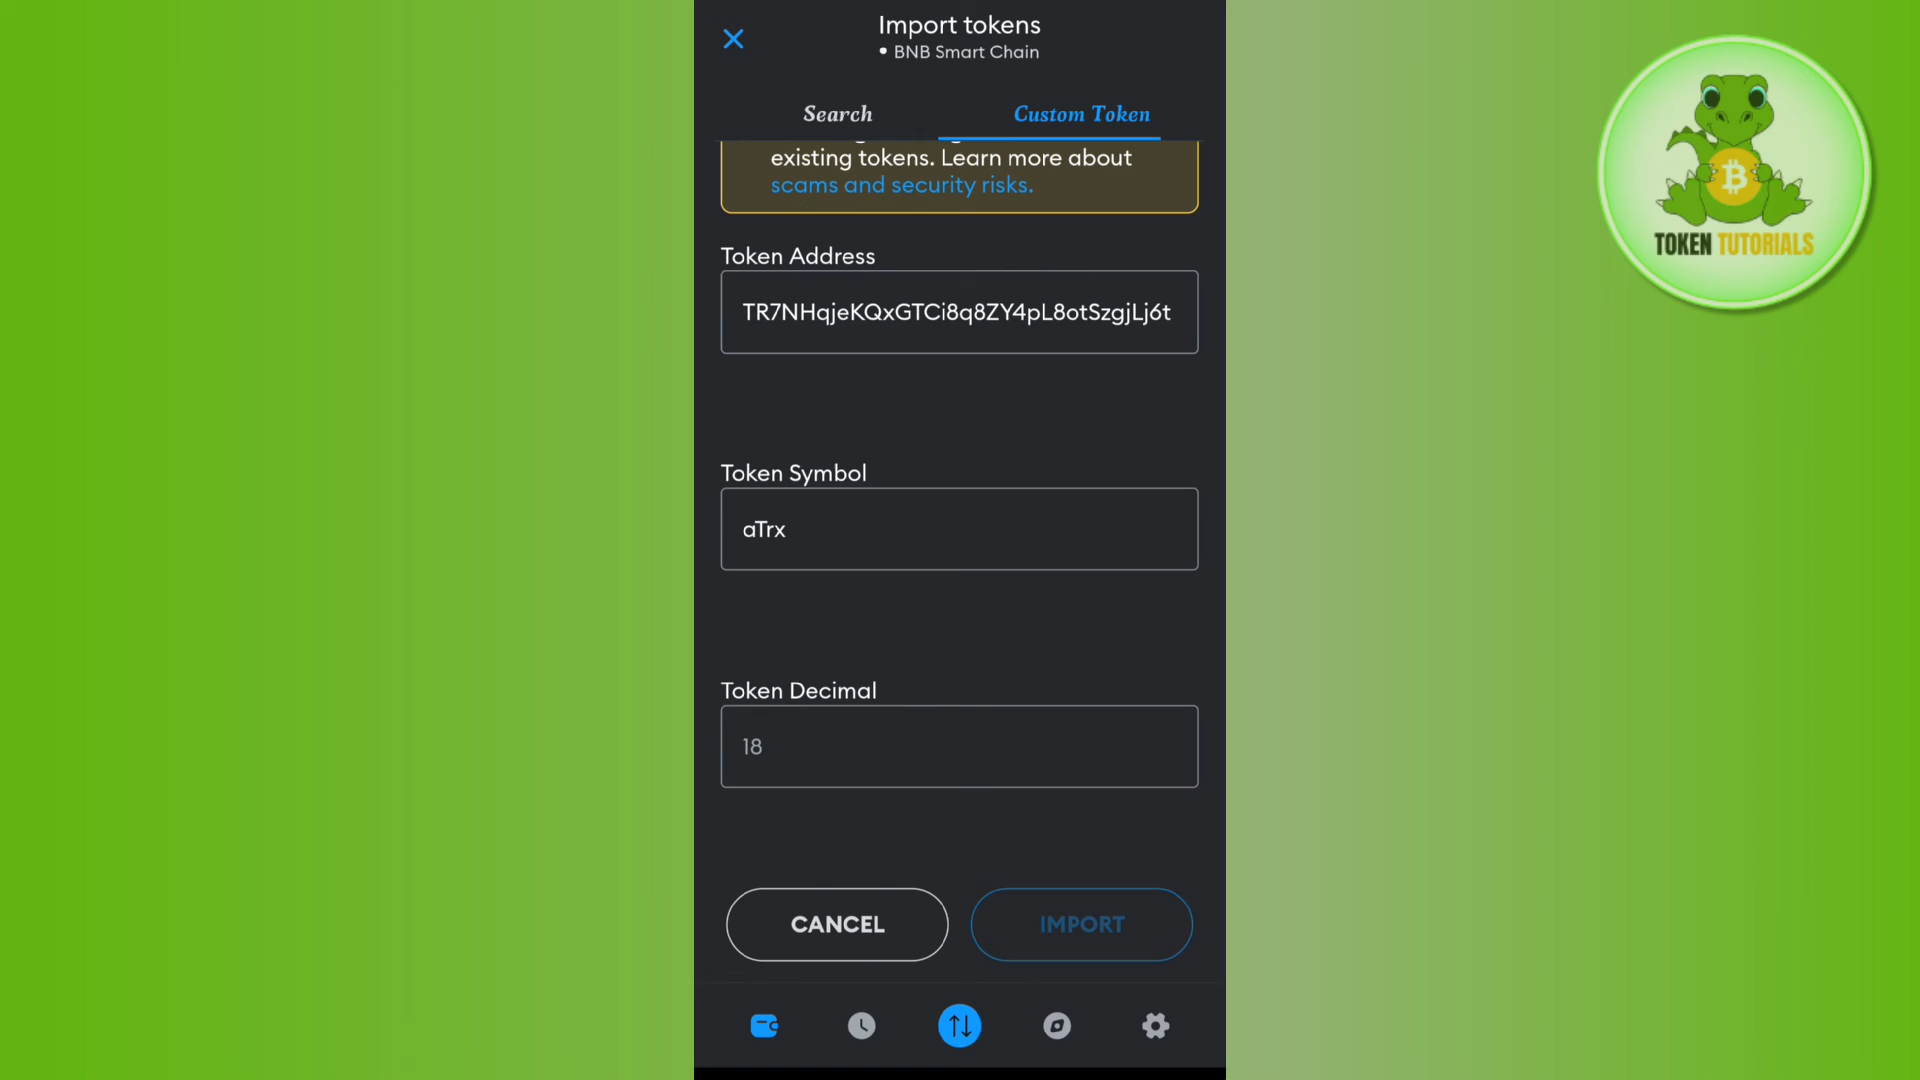 Import tokens
• BNB Smart Chain
Search
Custom Token
existing tokens. Learn more about
scams and security risks.
Token Address
TR7NHqjeKQxGTCi8q8ZY4pL8otSzgjLj6t
Token Symbol
aTrx
Token Decimal
18
CANCEL
IMPORT
TOKEN TUTORIALS